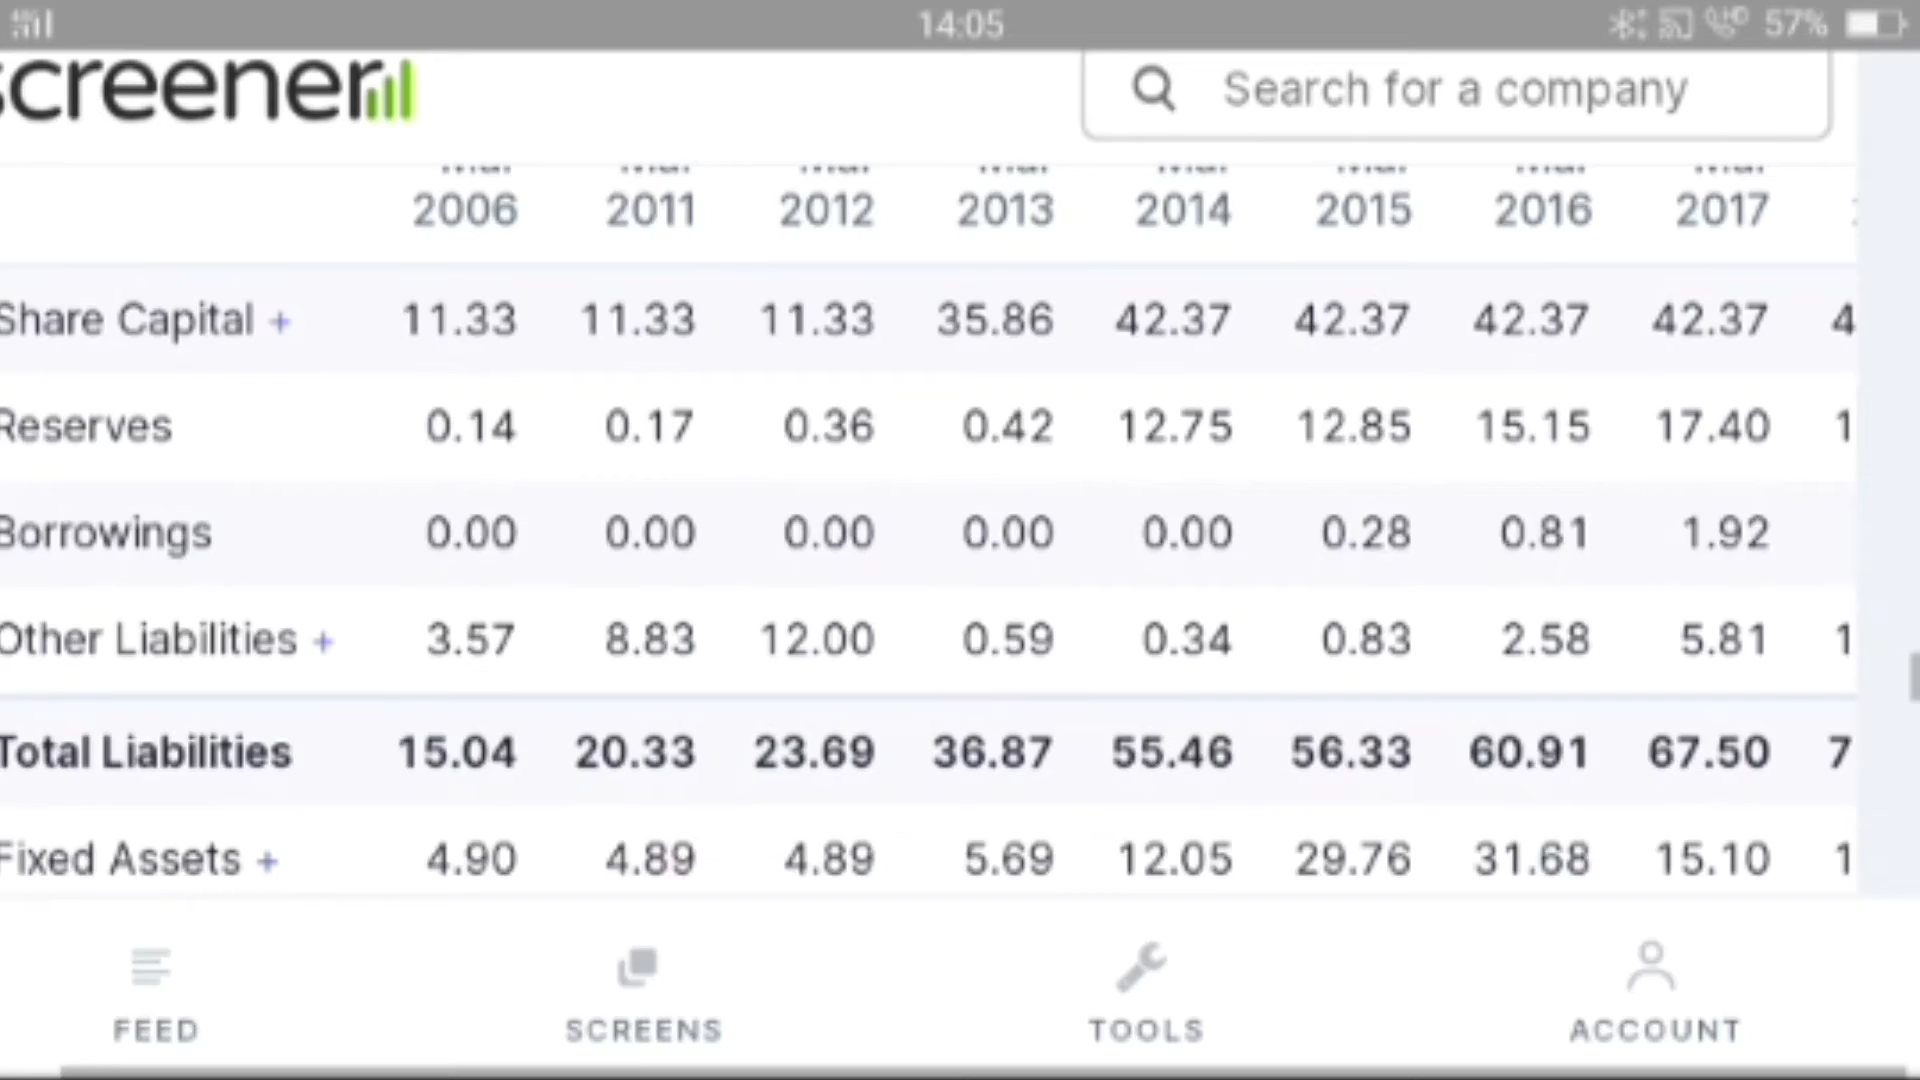 14:05 57%
screener Search for a company
2006 2011 2012 2013 2014 2015 2016 2017
Share Capital + 11.33 11.33 11.33 35.86 42.37 42.37 42.37 42.37 4
Reserves 0.14 0.17 0.36 0.42 12.75 12.85 15.15 17.40 1
Borrowings 0.00 0.00 0.00 0.00 0.00 0.28 0.81 1.92
Other Liabilities + 3.57 8.83 12.00 0.59 0.34 0.83 2.58 5.81 1
Total Liabilities 15.04 20.33 23.69 36.87 55.46 56.33 60.91 67.50 7
Fixed Assets + 4.90 4.89 4.89 5.69 12.05 29.76 31.68 15.10 1
FEED SCREENS TOOLS ACCOUNT